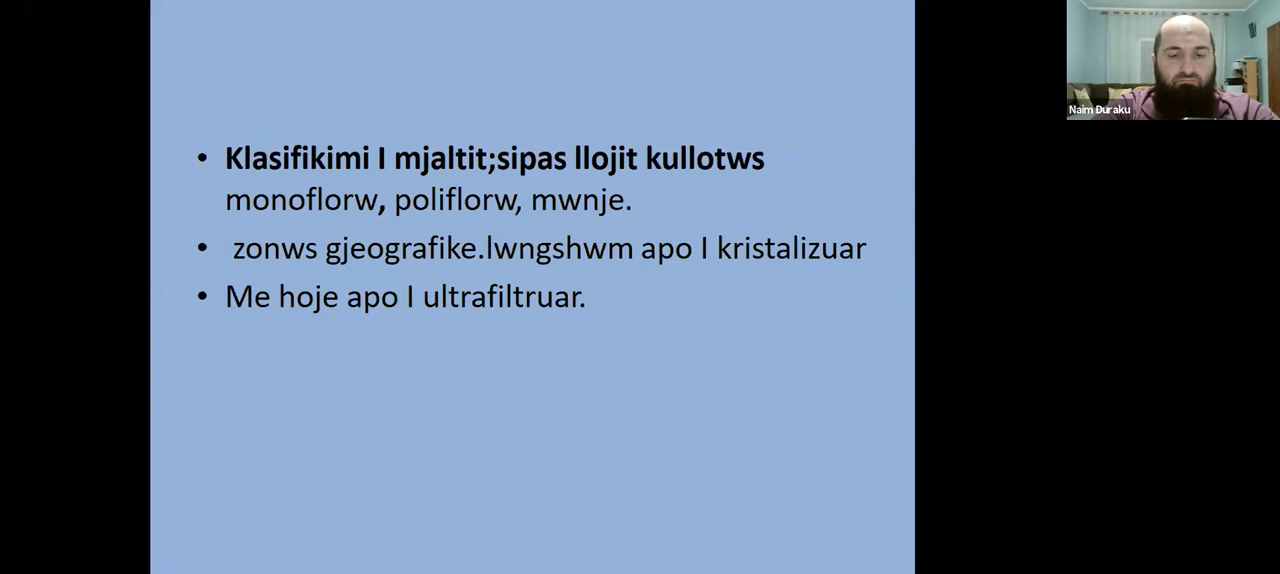 Klasifikimi I mjaltit;sipas llojit kullotws
monoflorw, poliflorw, mwnje.
zonws gjeografike.lwngshwm apo I kristalizuar
Me hoje apo I ultrafiltruar.
Naim Duraku